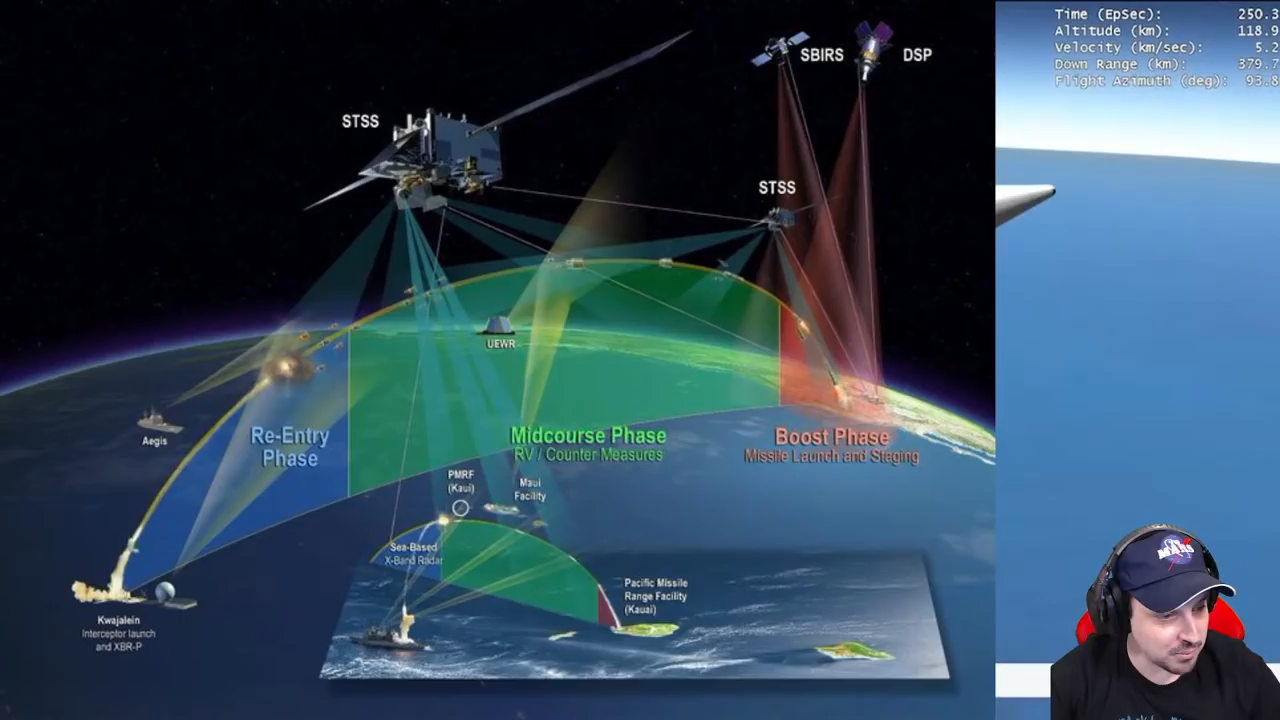 Time (EpSec): 250.3
Altitude (km): 118.9
Velocity (km/sec): 5.2
Down Range (km): 379.7
Flight Azimuth (deg): 93.8
SBIRS
DSP
STSS
STSS
UEWR
Aegis
Re-Entry
Phase
Midcourse Phase
RV / Counter Measures
Boost Phase
Missile Launch and Staging
PMRF
(Kaui)
Maui
Facility
Sea-Based
X-Band Radar
Pacific Missile
Range Facility
(Kauai)
Kwajalein
Interceptor launch
and XBR-P
MARS